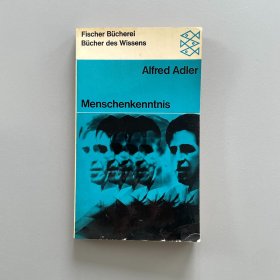 Fischer Bücherei
Bücher des Wissens
Alfred Adler
Menschenkenntnis